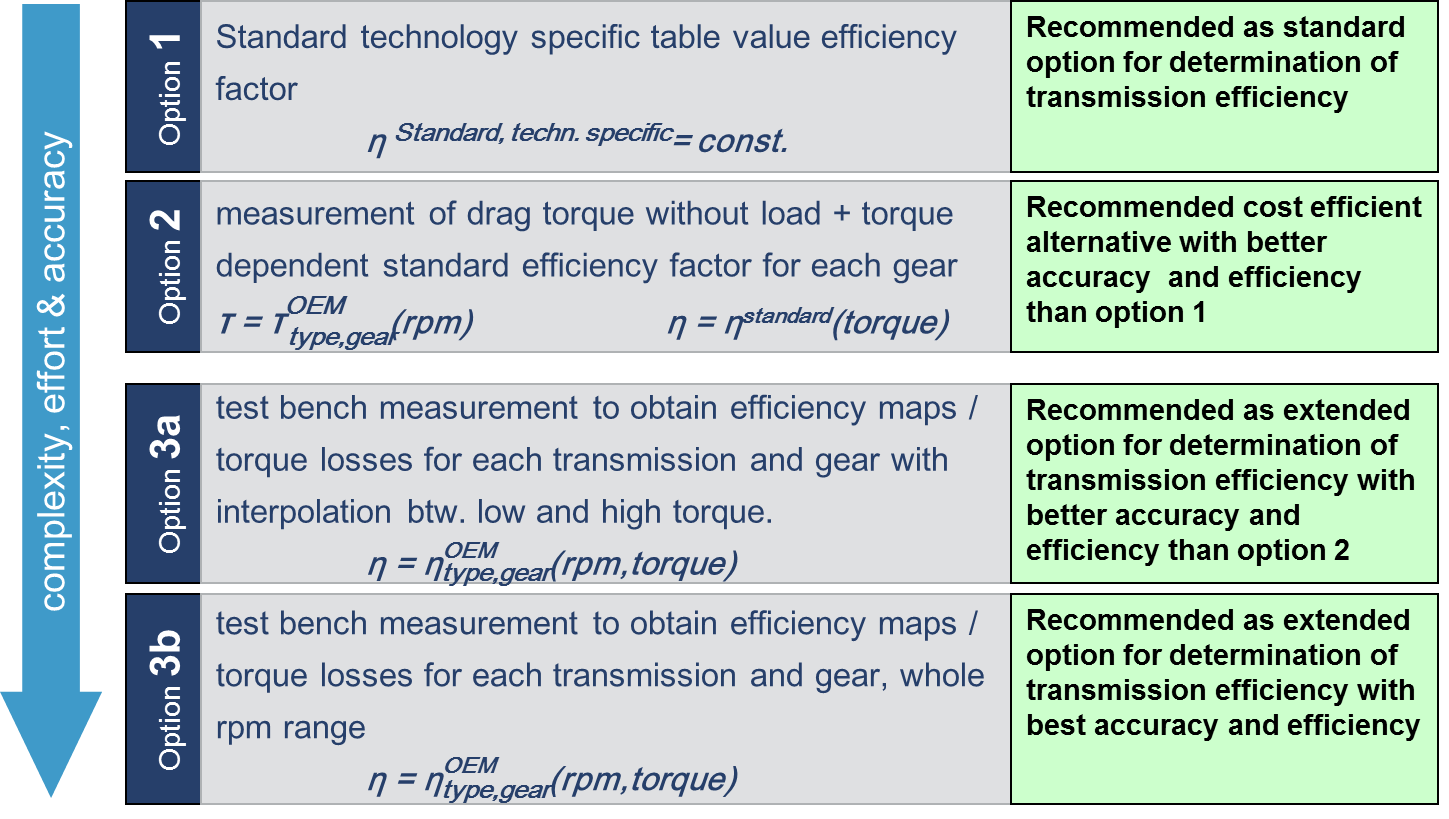 complexity, effort & accuracy
Option 1
Standard technology specific table value efficiency
factor
η Standard, techn. specific = const.
Recommended as standard
option for determination of
transmission efficiency
Option 2
measurement of drag torque without load + torque
dependent standard efficiency factor for each gear
τ = τ OEM type,gear (rpm) η = η standard (torque)
Recommended cost efficient
alternative with better
accuracy and efficiency
than option 1
Option 3a
test bench measurement to obtain efficiency maps /
torque losses for each transmission and gear with
interpolation btw. low and high torque.
η = η OEM type,gear (rpm,torque)
Recommended as extended
option for determination of
transmission efficiency with
better accuracy and
efficiency than option 2
Option 3b
test bench measurement to obtain efficiency maps /
torque losses for each transmission and gear, whole
rpm range
η = η OEM type,gear (rpm,torque)
Recommended as extended
option for determination of
transmission efficiency with
best accuracy and efficiency